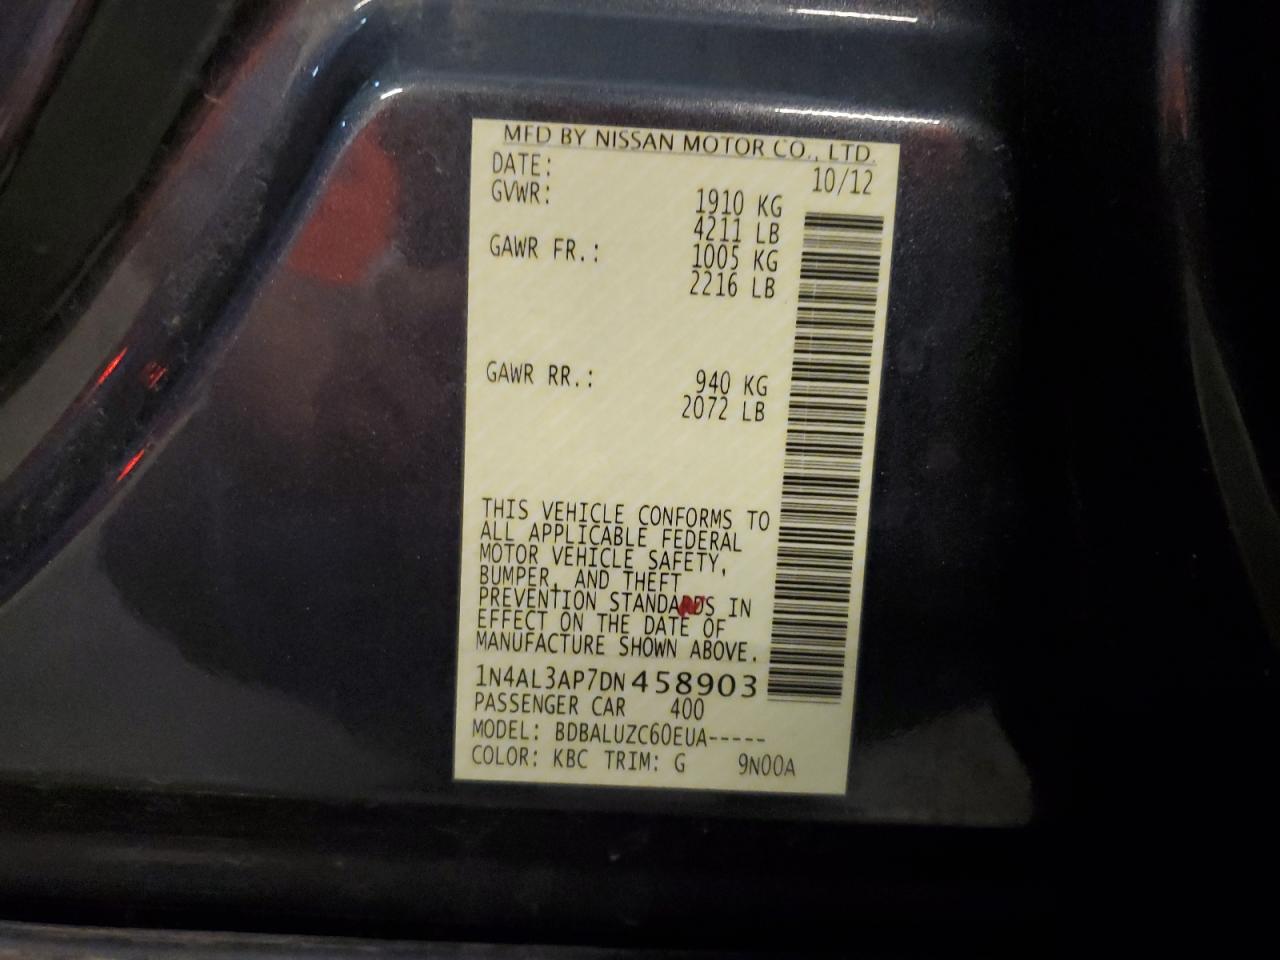 MFD BY NISSAN MOTOR CO., LTD.
DATE: 10/12
GVWR: 1910 KG
4211 LB
GAWR FR.: 1005 KG
2216 LB
GAWR RR.: 940 KG
2072 LB
THIS VEHICLE CONFORMS TO
ALL APPLICABLE FEDERAL
MOTOR VEHICLE SAFETY,
BUMPER, AND THEFT
PREVENTION STANDARDS IN
EFFECT ON THE DATE OF
MANUFACTURE SHOWN ABOVE.
1N4AL3AP7DN458903
PASSENGER CAR 400
MODEL: BDBALUZC60EUA-----
COLOR: KBC TRIM: G 9N00A